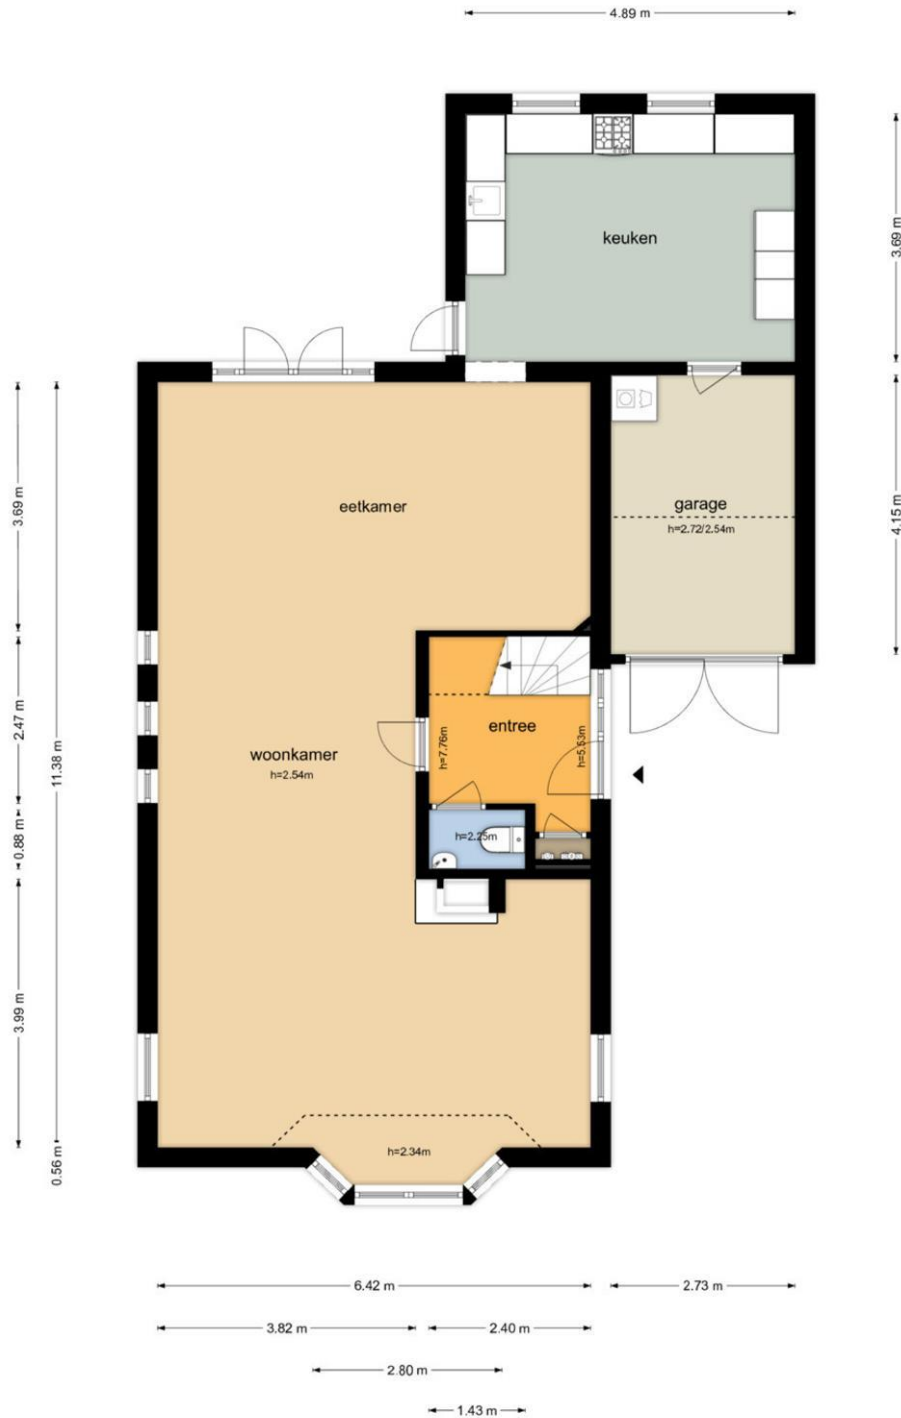 4.89 m
keuken
3.69 m
eetkamer
3.69 m
garage
h=2.72/2.54m
4.15 m
entree
h=7.76m
h=5.53m
2.47 m
woonkamer
h=2.54m
11.38 m
h=2.25m
0.88 m
3.99 m
h=2.34m
0.56 m
6.42 m
2.73 m
3.82 m
2.40 m
2.80 m
1.43 m